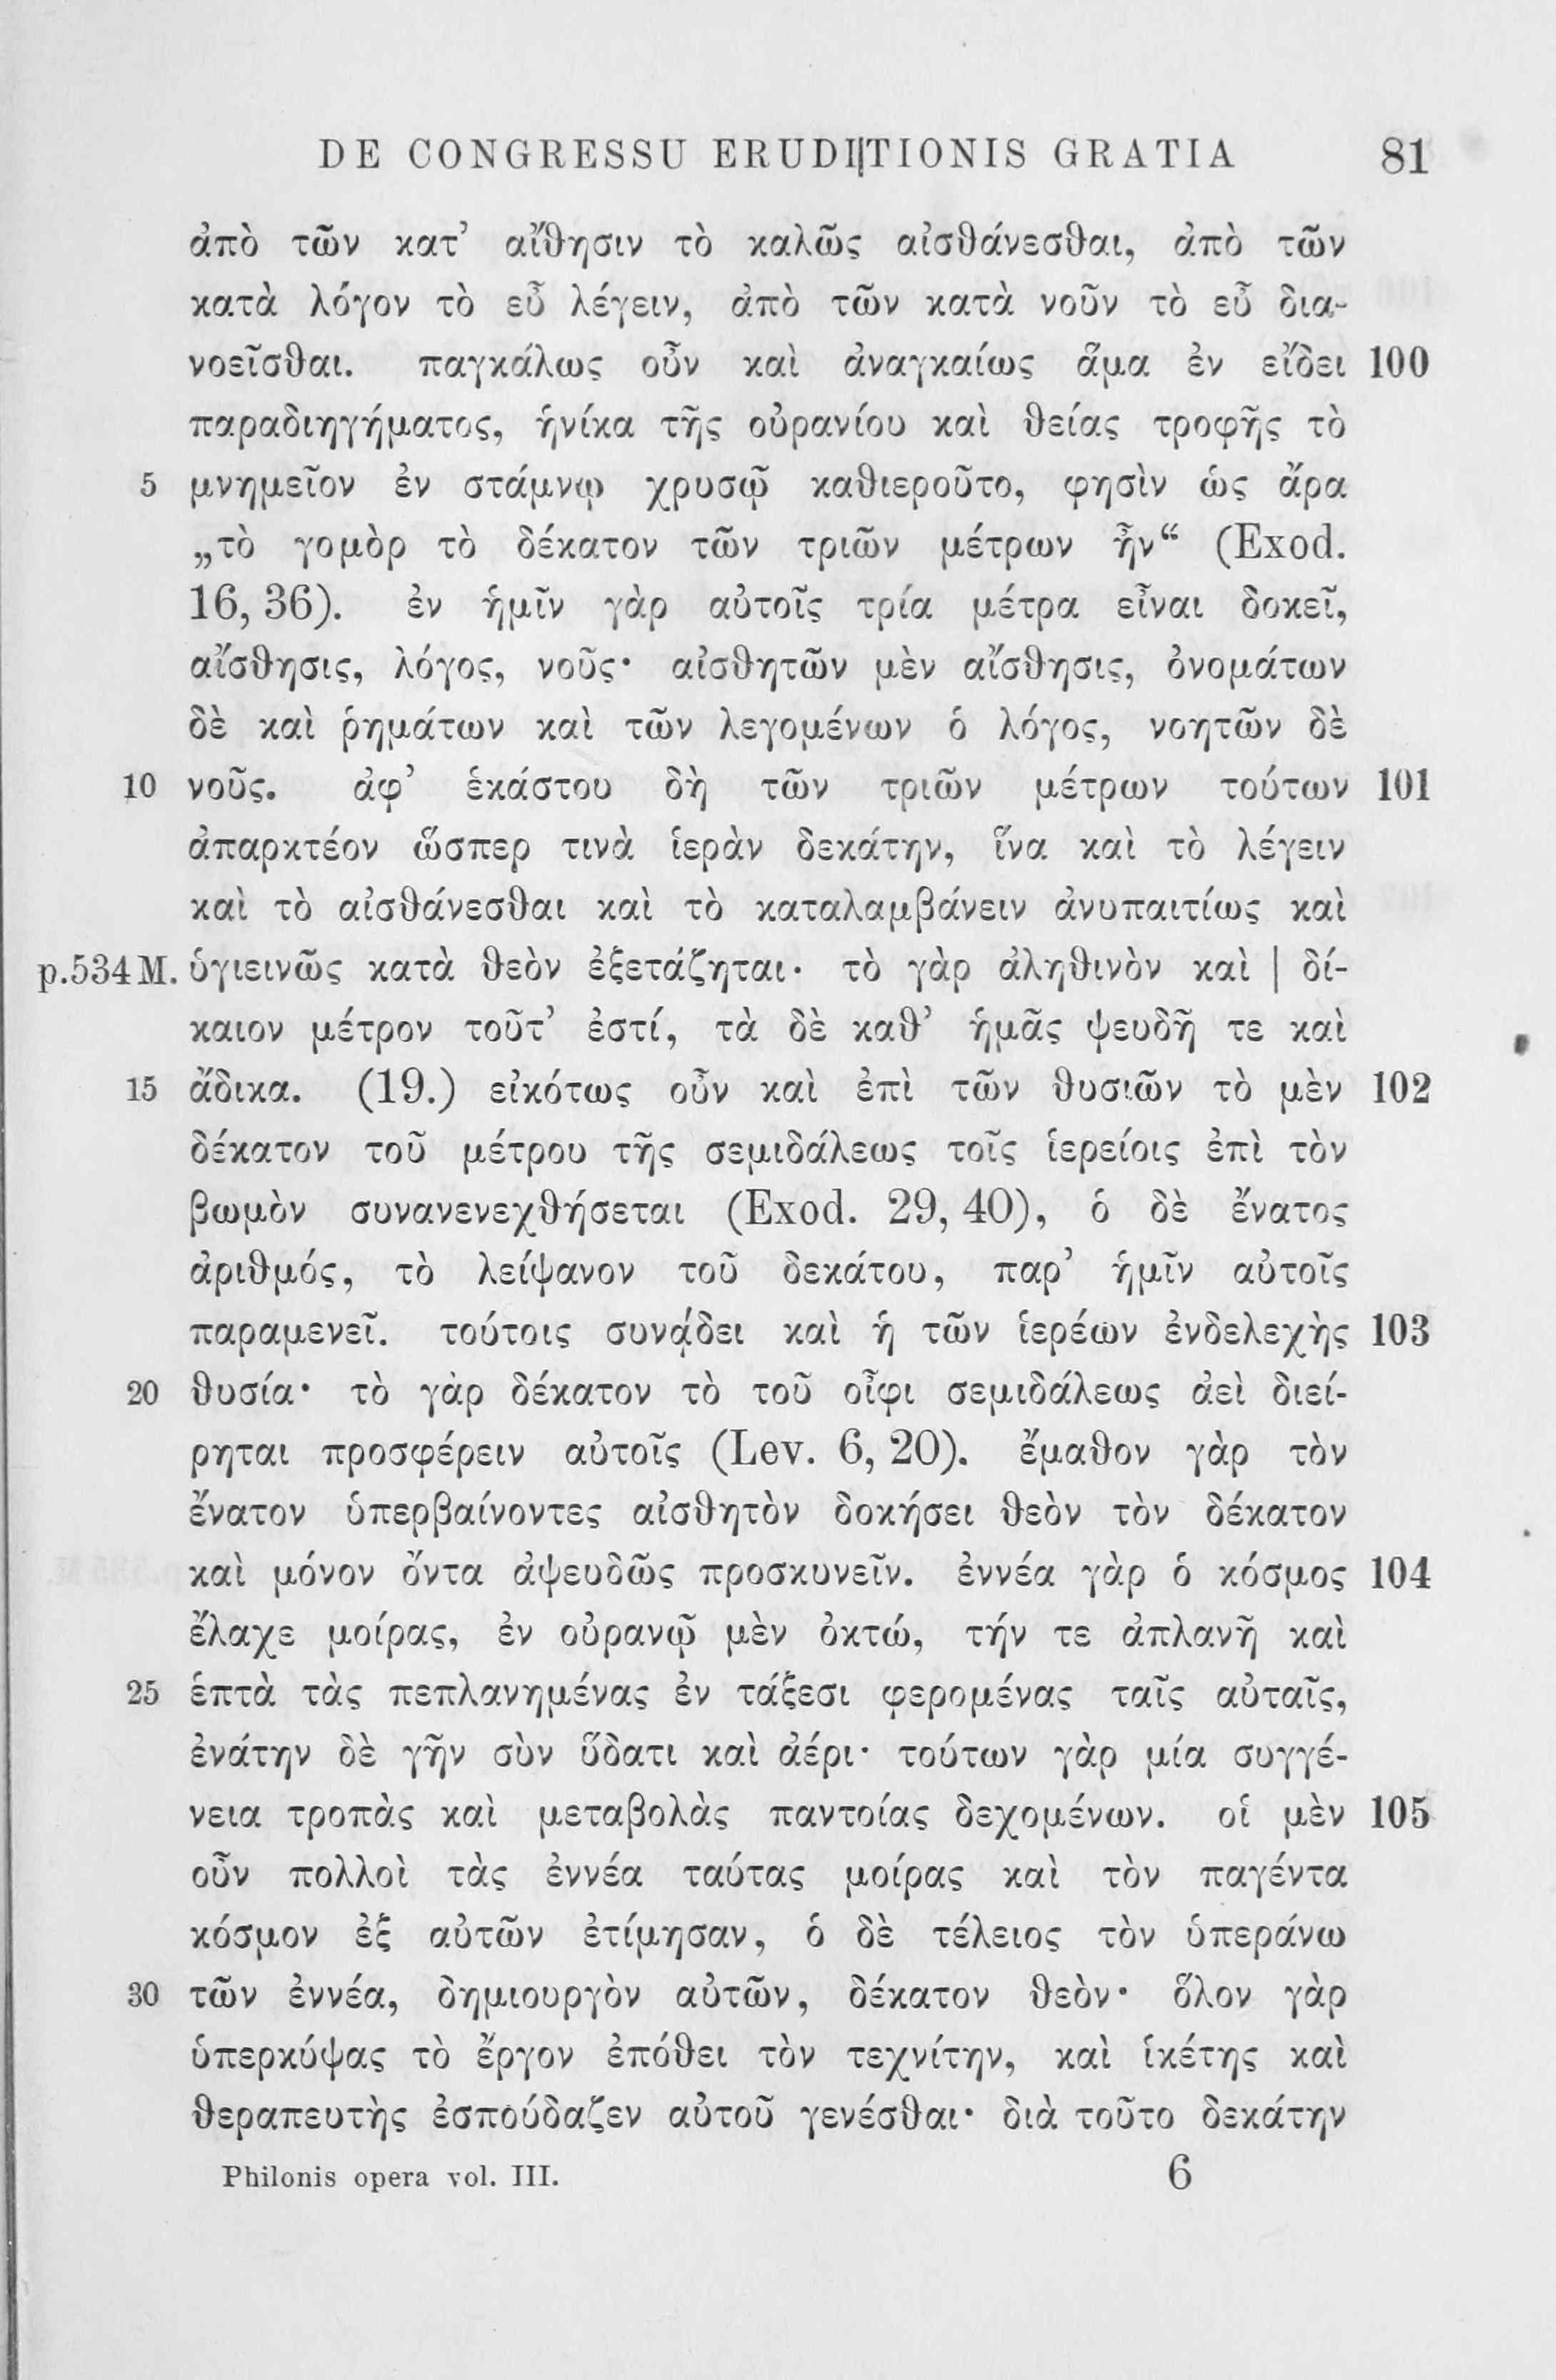 DE CONGRESSU ERUDI||TIONIS GRATIA 81
ἀπὸ τῶν κατ’ αἴθησιν τὸ καλῶς αἰσθάνεσθαι, ἀπὸ τῶν
κατὰ λόγον τὸ εὖ λέγειν, ἀπὸ τῶν κατὰ νοῦν τὸ εὖ δια-
νοεῖσθαι. παγκάλως οὖν καὶ ἀναγκαίως ἅμα ἐν εἴδει 100
παραδιηγήματος, ἡνίκα τῆς οὐρανίου καὶ θείας τροφῆς τὸ
5 μνημεῖον ἐν στάμνῳ χρυσῷ καθιεροῦτο, φησὶν ὡς ἄρα
„τὸ γομὸρ τὸ δέκατον τῶν τριῶν μέτρων ἦν“ (Exod.
16, 36). ἐν ἡμῖν γὰρ αὐτοῖς τρία μέτρα εἶναι δοκεῖ,
αἴσθησις, λόγος, νοῦς· αἰσθητῶν μὲν αἴσθησις, ὀνομάτων
δὲ καὶ ῥημάτων καὶ τῶν λεγομένων ὁ λόγος, νοητῶν δὲ
10 νοῦς. ἀφ’ ἑκάστου δὴ τῶν τριῶν μέτρων τούτων 101
ἀπαρκτέον ὥσπερ τινὰ ἱερὰν δεκάτην, ἵνα καὶ τὸ λέγειν
καὶ τὸ αἰσθάνεσθαι καὶ τὸ καταλαμβάνειν ἀνυπαιτίως καὶ
p.534 M. ὑγιεινῶς κατὰ θεὸν ἐξετάζηται· τὸ γὰρ ἀληθινὸν καὶ | δί-
καιον μέτρον τοῦτ’ ἐστί, τὰ δὲ καθ’ ἡμᾶς ψευδῆ τε καὶ
15 ἄδικα. (19.) εἰκότως οὖν καὶ ἐπὶ τῶν θυσιῶν τὸ μὲν 102
δέκατον τοῦ μέτρου τῆς σεμιδάλεως τοῖς ἱερείοις ἐπὶ τὸν
βωμὸν συνανενεχθήσεται (Exod. 29, 40), ὁ δὲ ἔνατος
ἀριθμός, τὸ λείψανον τοῦ δεκάτου, παρ’ ἡμῖν αὐτοῖς
παραμενεῖ. τούτοις συνᾴδει καὶ ἡ τῶν ἱερέων ἐνδελεχὴς 103
20 θυσία· τὸ γὰρ δέκατον τὸ τοῦ οἶφι σεμιδάλεως ἀεὶ διεί-
ρηται προσφέρειν αὐτοῖς (Lev. 6, 20). ἔμαθον γὰρ τὸν
ἔνατον ὑπερβαίνοντες αἰσθητὸν δοκήσει θεὸν τὸν δέκατον
καὶ μόνον ὄντα ἀψευδῶς προσκυνεῖν. ἐννέα γὰρ ὁ κόσμος 104
ἔλαχε μοίρας, ἐν οὐρανῷ μὲν ὀκτώ, τήν τε ἀπλανῆ καὶ
25 ἑπτὰ τὰς πεπλανημένας ἐν τάξεσι φερομένας ταῖς αὐταῖς,
ἐνάτην δὲ γῆν σὺν ὕδατι καὶ ἀέρι· τούτων γὰρ μία συγγέ-
νεια τροπὰς καὶ μεταβολὰς παντοίας δεχομένων. οἱ μὲν 105
οὖν πολλοὶ τὰς ἐννέα ταύτας μοίρας καὶ τὸν παγέντα
κόσμον ἐξ αὐτῶν ἐτίμησαν, ὁ δὲ τέλειος τὸν ὑπεράνω
30 τῶν ἐννέα, δημιουργὸν αὐτῶν, δέκατον θεὸν· ὅλον γὰρ
ὑπερκύψας τὸ ἔργον ἐπόθει τὸν τεχνίτην, καὶ ἱκέτης καὶ
θεραπευτὴς ἐσπούδαζεν αὐτοῦ γενέσθαι· διὰ τοῦτο δεκάτην
Philonis opera vol. III. 6